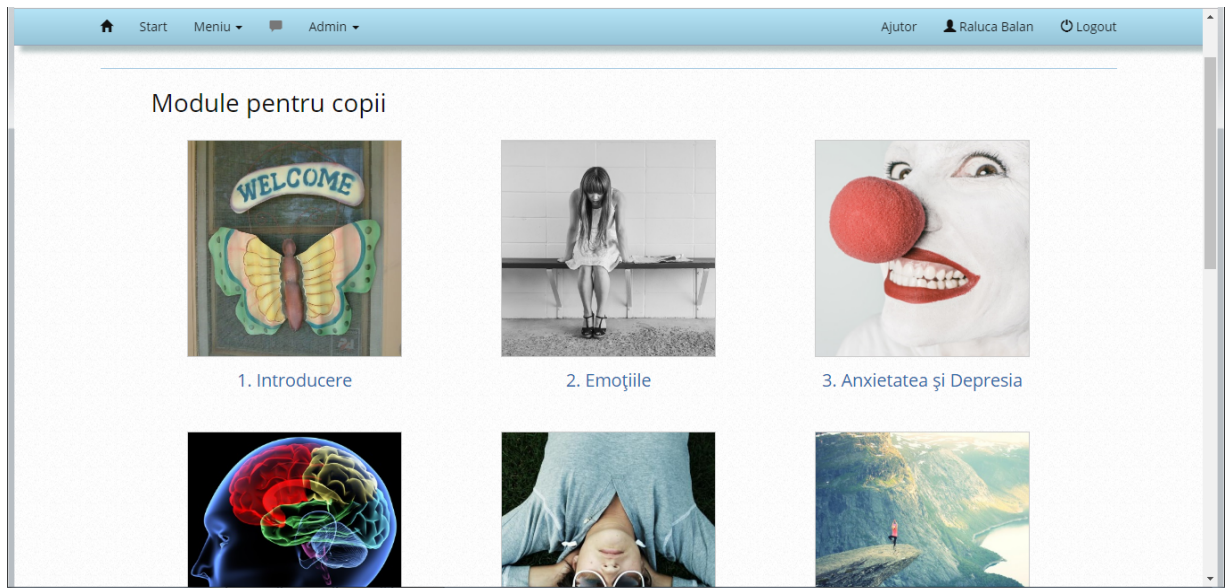 Start Meniu Admin Ajutor Raluca Balan Logout
Module pentru copii
WELCOME
1. Introducere
2. Emoţiile
3. Anxietatea şi Depresia